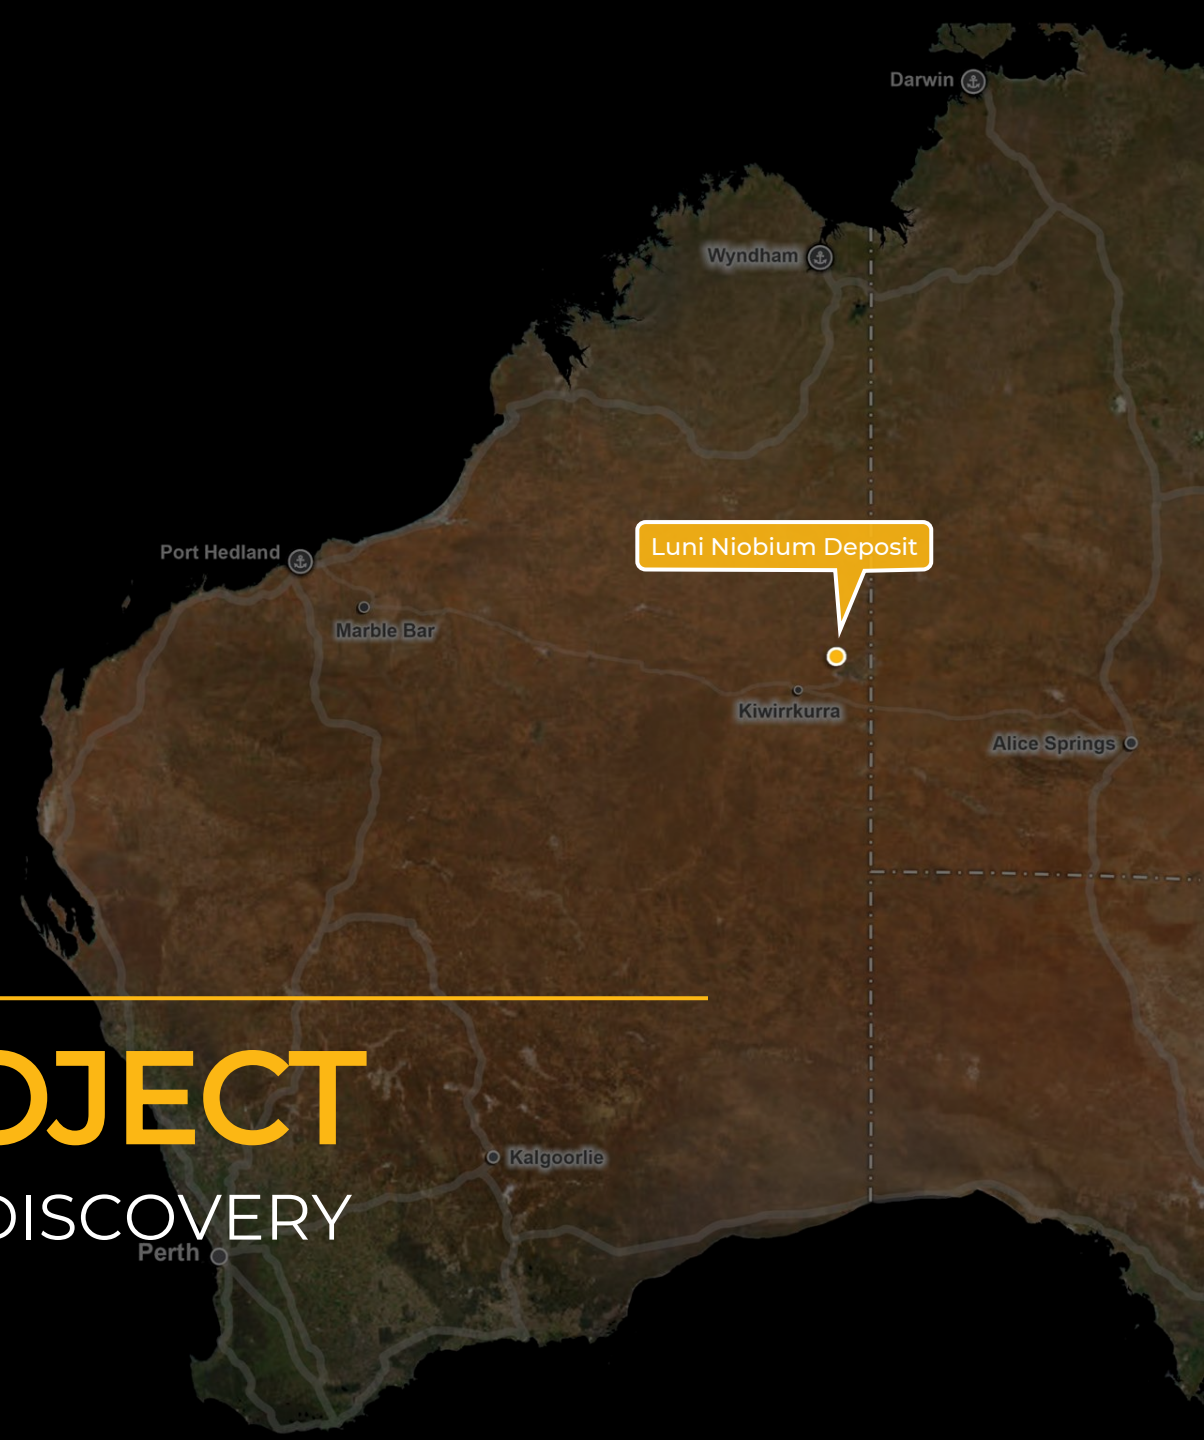 Darwin
Wyndham
Luni Niobium Deposit
Port Hedland
Marble Bar
Kiwirrkurra
Alice Springs
OJECT
Kalgoorlie
DISCOVERY
Perth